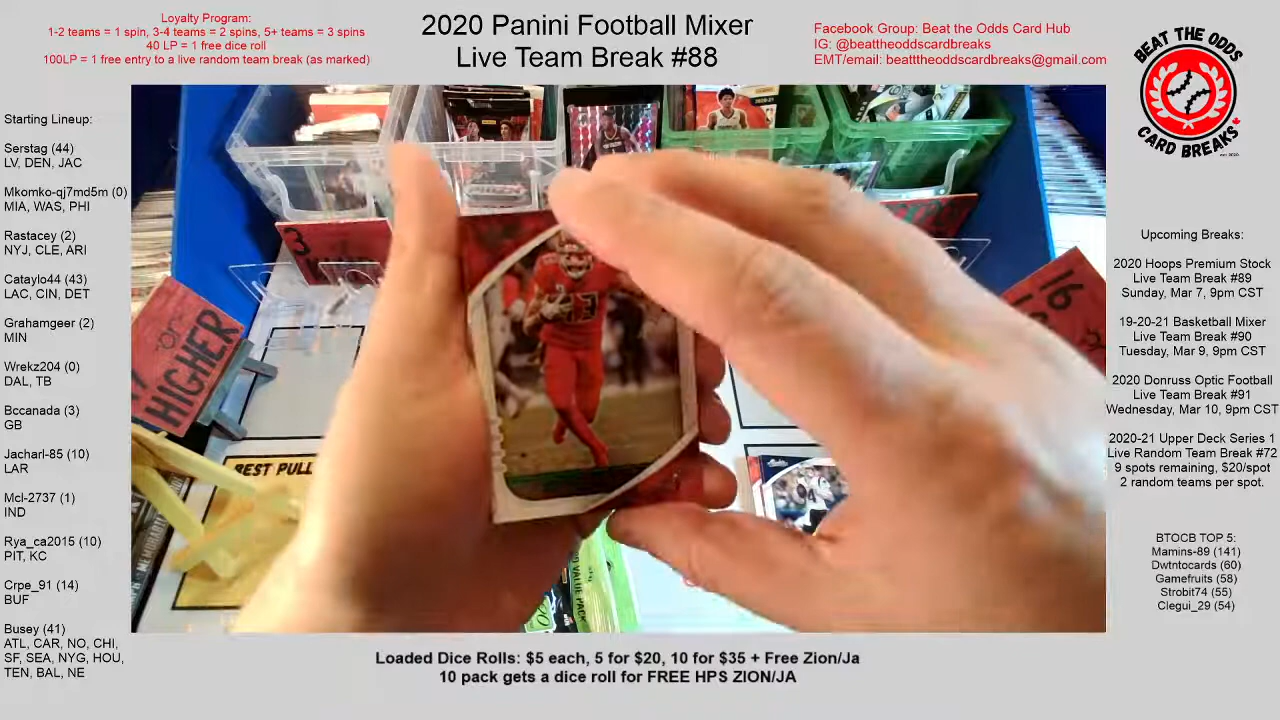 Loyalty Program:
1-2 teams = 1 spin, 3-4 teams = 2 spins, 5+ teams = 3 spins
40 LP = 1 free dice roll
100LP = 1 free entry to a live random team break (as marked)
2020 Panini Football Mixer
Live Team Break #88
Facebook Group: Beat the Odds Card Hub
IG: @beattheoddscardbreaks
EMT/email: beatttheoddscardbreaks@gmail.com
BEAT THE ODDS
CARD BREAKS
Starting Lineup:
Serstag (44)
LV, DEN, JAC
Mkomko-qj7md5m (0)
MIA, WAS, PHI
Rastacey (2)
NYJ, CLE, ARI
Cataylo44 (43)
LAC, CIN, DET
Grahamgeer (2)
MIN
Wrekz204 (0)
DAL, TB
Bccanada (3)
GB
Jachar-85 (10)
LAR
Mcl-2737 (1)
IND
Rya_ca2015 (10)
PIT, KC
Crpe_91 (14)
BUF
Busey (41)
ATL, CAR, NO, CHI,
SF, SEA, NYG, HOU,
TEN, BAL, NE
3
or
HIGHER
16
BEST PULL
VALUE PACK
Upcoming Breaks:
2020 Hoops Premium Stock
Live Team Break #89
Sunday, Mar 7, 9pm CST
19-20-21 Basketball Mixer
Live Team Break #90
Tuesday, Mar 9, 9pm CST
2020 Donruss Optic Football
Live Team Break #91
Wednesday, Mar 10, 9pm CST
2020-21 Upper Deck Series 1
Live Random Team Break #72
9 spots remaining, $20/spot
2 random teams per spot.
BTOCB TOP 5:
Mamins-89 (141)
Dwtntocards (60)
Gamefruits (58)
Strobit74 (55)
Clegui_29 (54)
Loaded Dice Rolls: $5 each, 5 for $20, 10 for $35 + Free Zion/Ja
10 pack gets a dice roll for FREE HPS ZION/JA